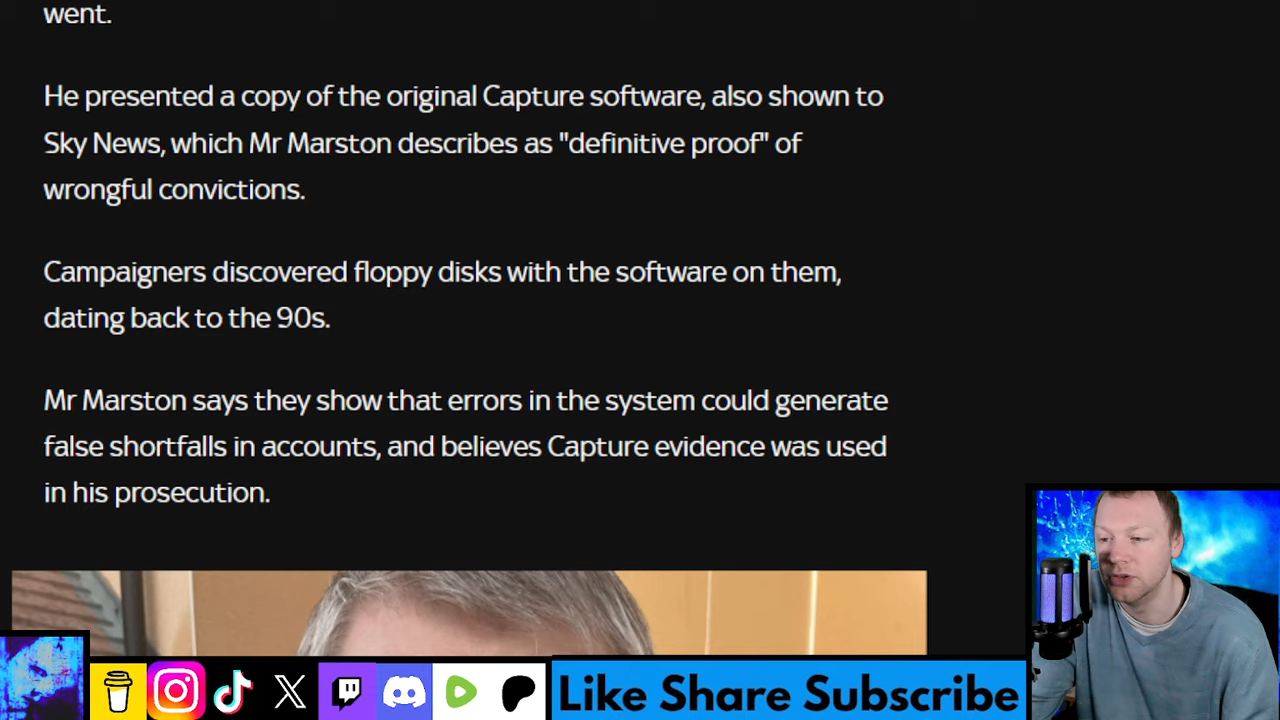 went.
He presented a copy of the original Capture software, also shown to
Sky News, which Mr Marston describes as "definitive proof" of
wrongful convictions.
Campaigners discovered floppy disks with the software on them,
dating back to the 90s.
Mr Marston says they show that errors in the system could generate
false shortfalls in accounts, and believes Capture evidence was used
in his prosecution.
Like Share Subscribe